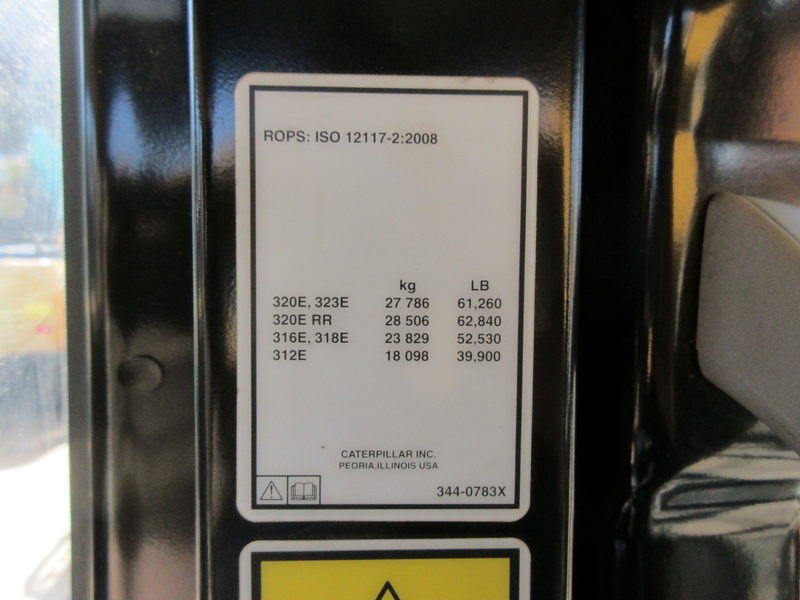 ROPS: ISO 12117-2:2008
kg LB
320E, 323E 27 786 61,260
320E RR 28 506 62,840
316E, 318E 23 829 52,530
312E 18 098 39,900
CATERPILLAR INC.
PEORIA,ILLINOIS USA
344-0783X